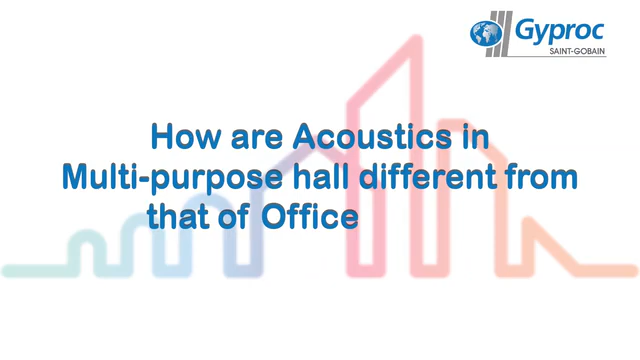 Gyproc
SAINT-GOBAIN
How are Acoustics in
Multi-purpose hall different from
that of Office